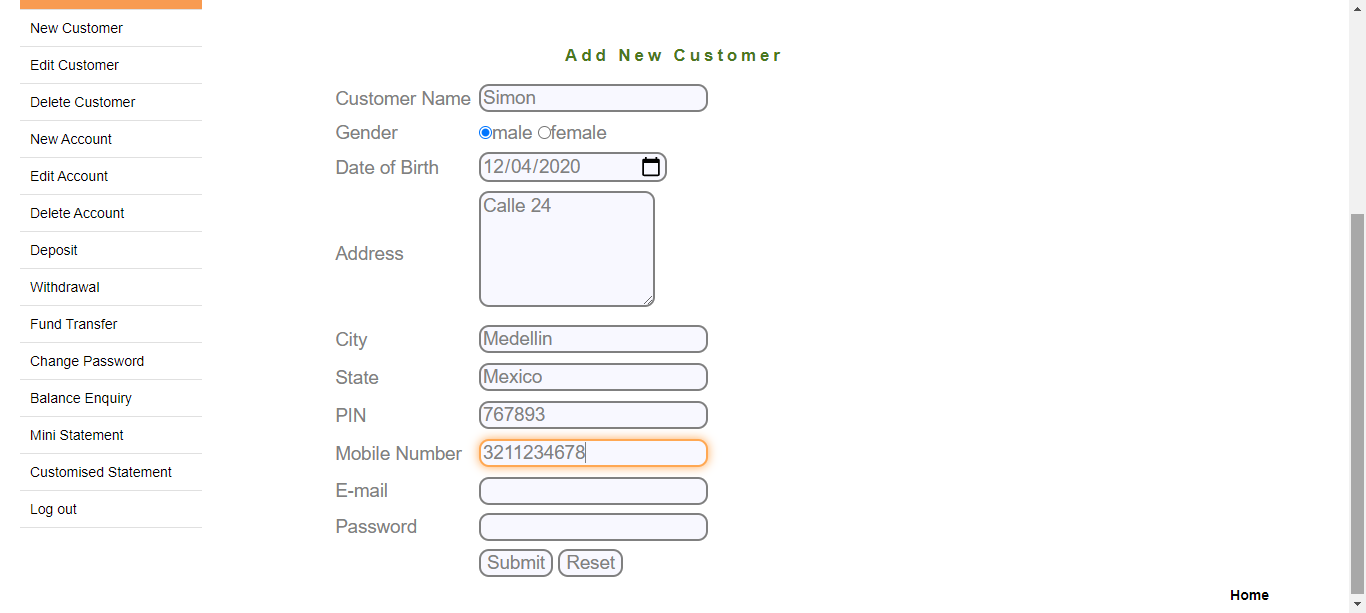 New Customer
Edit Customer
Delete Customer
New Account
Edit Account
Delete Account
Deposit
Withdrawal
Fund Transfer
Change Password
Balance Enquiry
Mini Statement
Customised Statement
Log out
Add New Customer
Customer Name Simon
Gender male female
Date of Birth 12/04/2020
Address Calle 24
City Medellin
State Mexico
PIN 767893
Mobile Number 3211234678
E-mail
Password
Submit Reset
Home